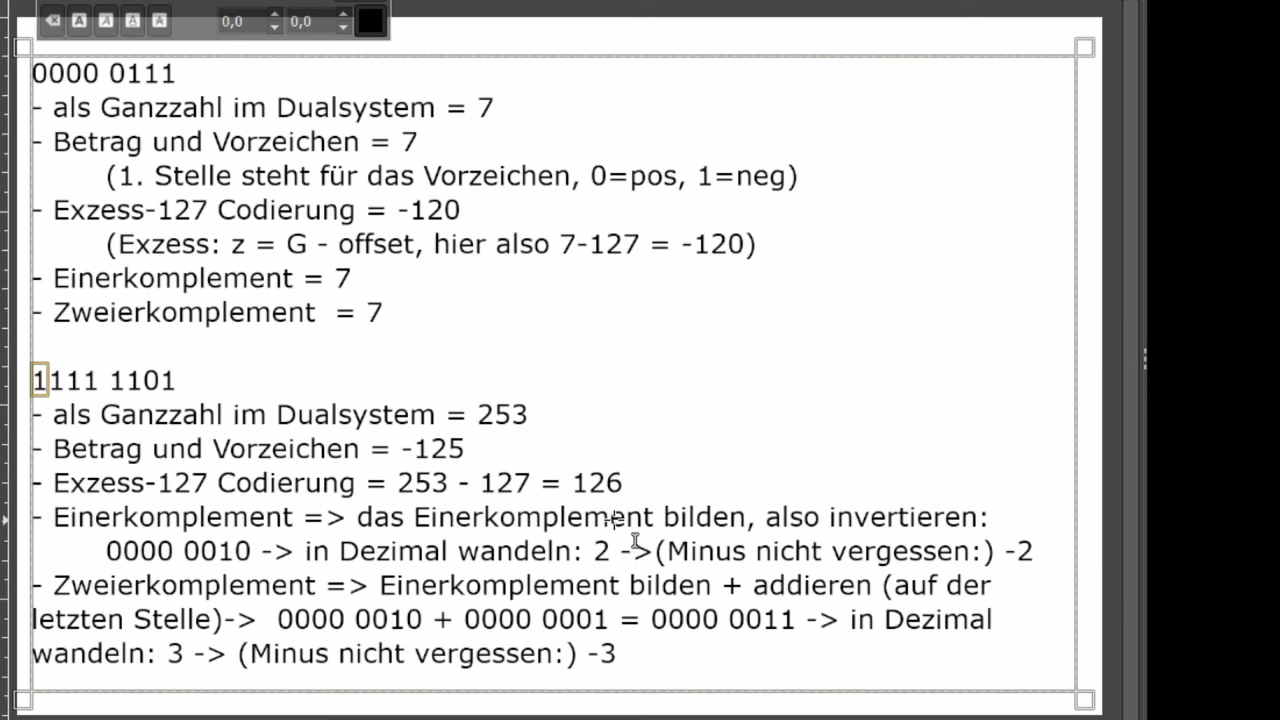 0,0 0,0
0000 0111
- als Ganzzahl im Dualsystem = 7
- Betrag und Vorzeichen = 7
(1. Stelle steht für das Vorzeichen, 0=pos, 1=neg)
- Exzess-127 Codierung = -120
(Exzess: z = G - offset, hier also 7-127 = -120)
- Einerkomplement = 7
- Zweierkomplement  = 7
1111 1101
- als Ganzzahl im Dualsystem = 253
- Betrag und Vorzeichen = -125
- Exzess-127 Codierung = 253 - 127 = 126
- Einerkomplement => das Einerkomplement bilden, also invertieren:
0000 0010 -> in Dezimal wandeln: 2 ->(Minus nicht vergessen:) -2
- Zweierkomplement => Einerkomplement bilden + addieren (auf der
letzten Stelle)->  0000 0010 + 0000 0001 = 0000 0011 -> in Dezimal
wandeln: 3 -> (Minus nicht vergessen:) -3